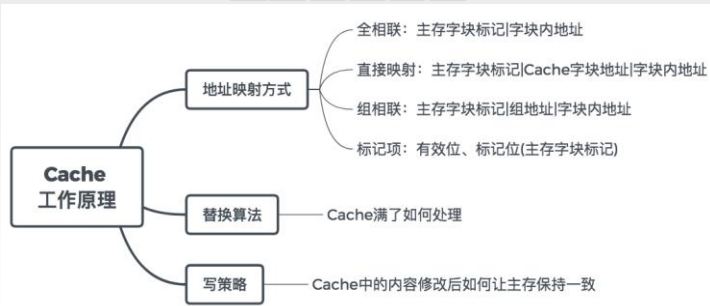 Cache
工作原理
地址映射方式
全相联：主存字块标记|字块内地址
直接映射：主存字块标记|Cache字块地址|字块内地址
组相联：主存字块标记|组地址|字块内地址
标记项：有效位、标记位(主存字块标记)
替换算法
Cache满了如何处理
写策略
Cache中的内容修改后如何让主存保持一致